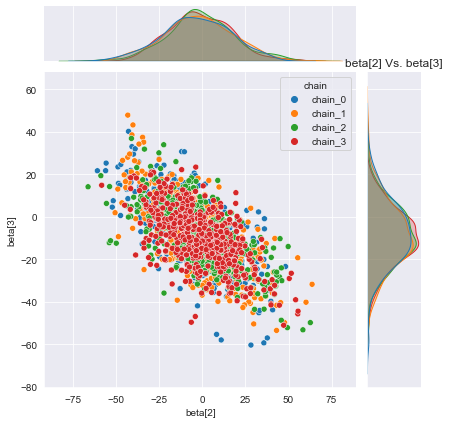 beta[2] Vs. beta[3]
chain
chain_0
chain_1
chain_2
chain_3
60
40
20
0
−20
−40
−60
−80
beta[3]
−75 −50 −25 0 25 50 75
beta[2]